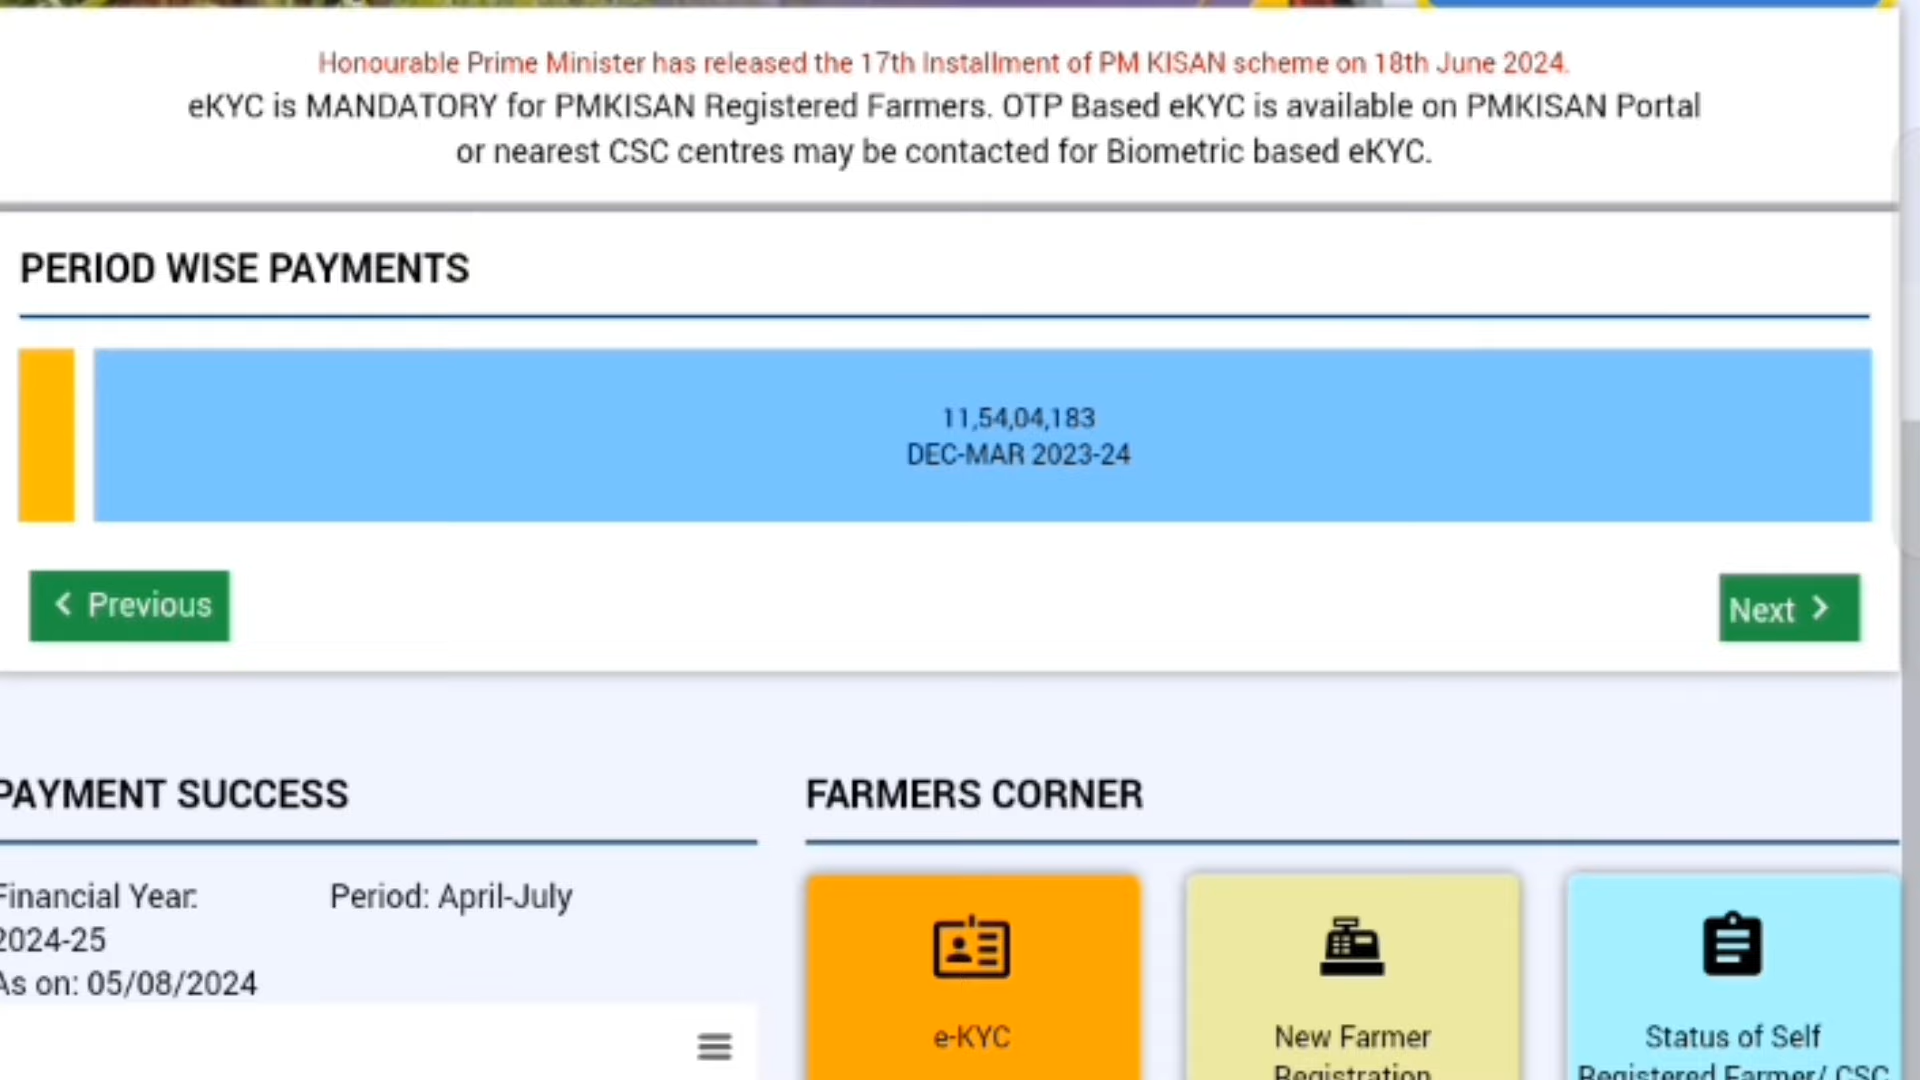 Honourable Prime Minister has released the 17th Installment of PM KISAN scheme on 18th June 2024.
eKYC is MANDATORY for PMKISAN Registered Farmers. OTP Based eKYC is available on PMKISAN Portal
or nearest CSC centres may be contacted for Biometric based eKYC.
PERIOD WISE PAYMENTS
11,54,04,183
DEC-MAR 2023-24
Previous
Next
PAYMENT SUCCESS
Financial Year:
2024-25
Period: April-July
As on: 05/08/2024
FARMERS CORNER
e-KYC
New Farmer
Registration
Status of Self
Registered Farmer/ CSC